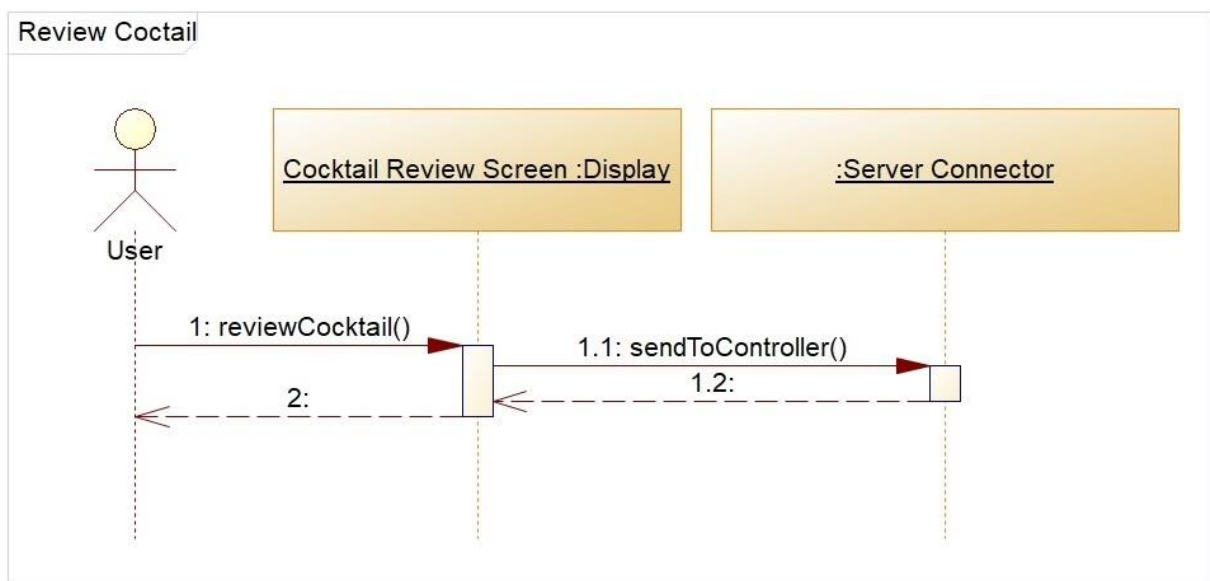 Review Coctail
Cocktail Review Screen :Display
:Server Connector
User
1: reviewCocktail()
1.1: sendToController()
1.2:
2: